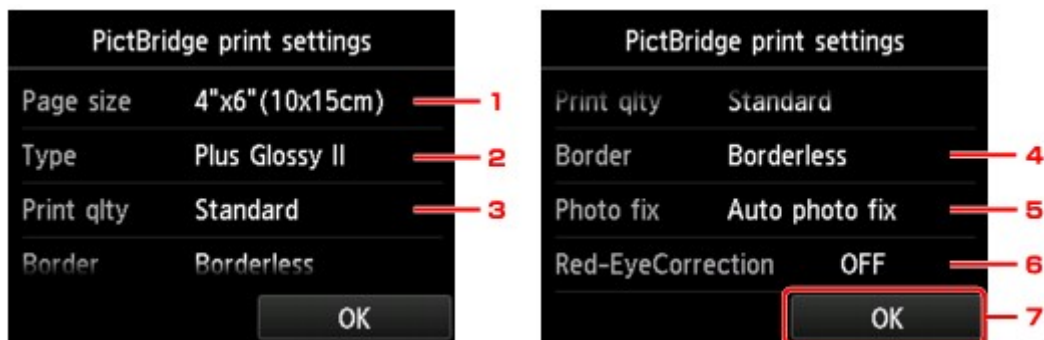 PictBridge print settings
Page size 4"x6"(10x15cm) 1
Type Plus Glossy II 2
Print qlty Standard 3
Border Borderless
OK
PictBridge print settings
Print qlty Standard
Border Borderless 4
Photo fix Auto photo fix 5
Red-EyeCorrection OFF 6
OK 7